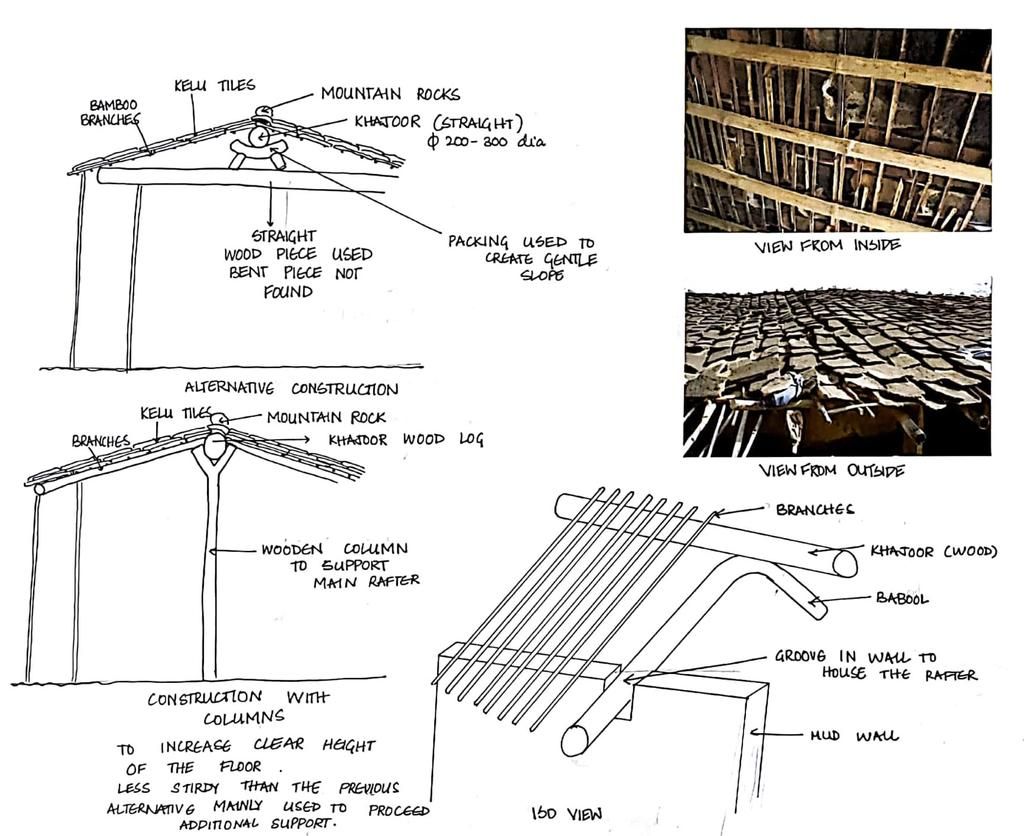 KELU TILES
MOUNTAIN ROCKS
BAMBOO
BRANCHES
KHAJOOR (STRAIGHT)
ϕ 200-300 dia
STRAIGHT
WOOD PIECE USED
BENT PIECE NOT
FOUND
PACKING USED TO
CREATE GENTLE
SLOPE
ALTERNATIVE CONSTRUCTION
VIEW FROM INSIDE
VIEW FROM OUTSIDE
KELU TILES
MOUNTAIN ROCK
BRANCHES
KHAJOOR WOOD LOG
WOODEN COLUMN
TO SUPPORT
MAIN RAFTER
CONSTRUCTION WITH
COLUMNS
TO INCREASE CLEAR HEIGHT
OF THE FLOOR.
LESS STIRDY THAN THE PREVIOUS
ALTERNATIVE MAINLY USED TO PROCEED
ADDITIONAL SUPPORT.
BRANCHES
KHAJOOR (WOOD)
BABOOL
GROOVE IN WALL TO
HOUSE THE RAFTER
MUD WALL
ISO VIEW